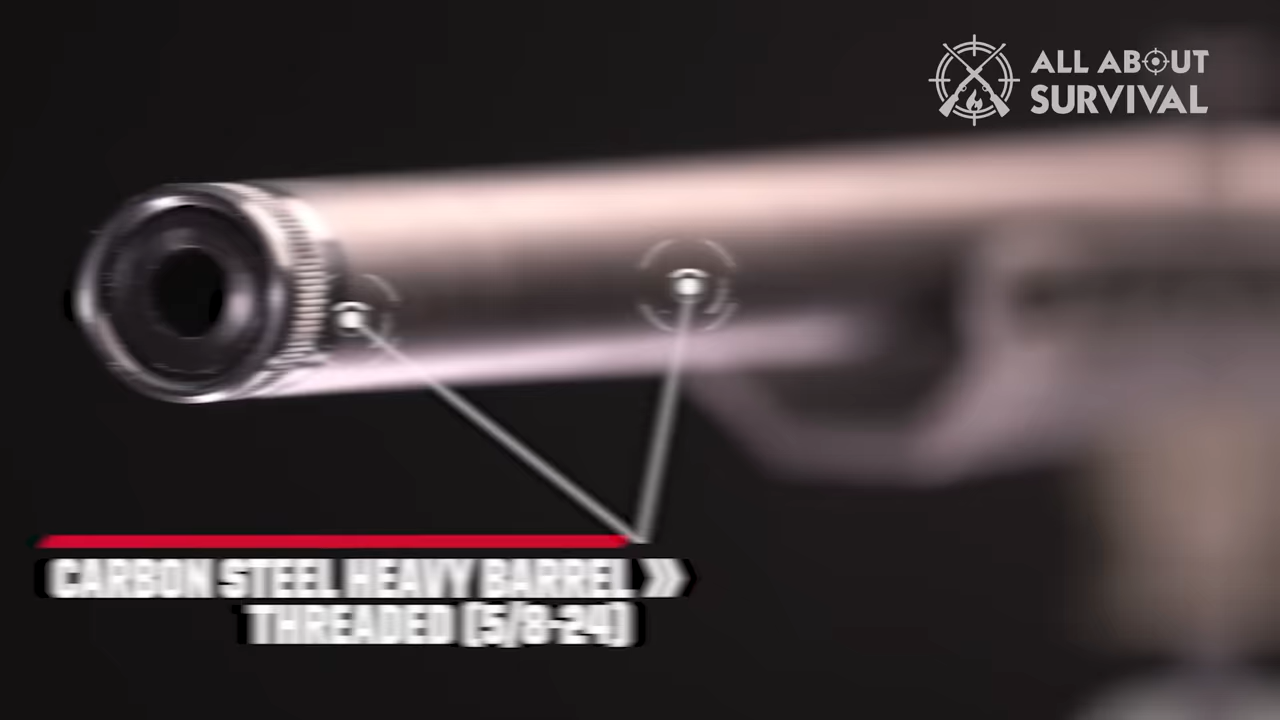 ALL ABOUT
SURVIVAL
CARBON STEEL HEAVY BARREL »
THREADED (5/8-24)